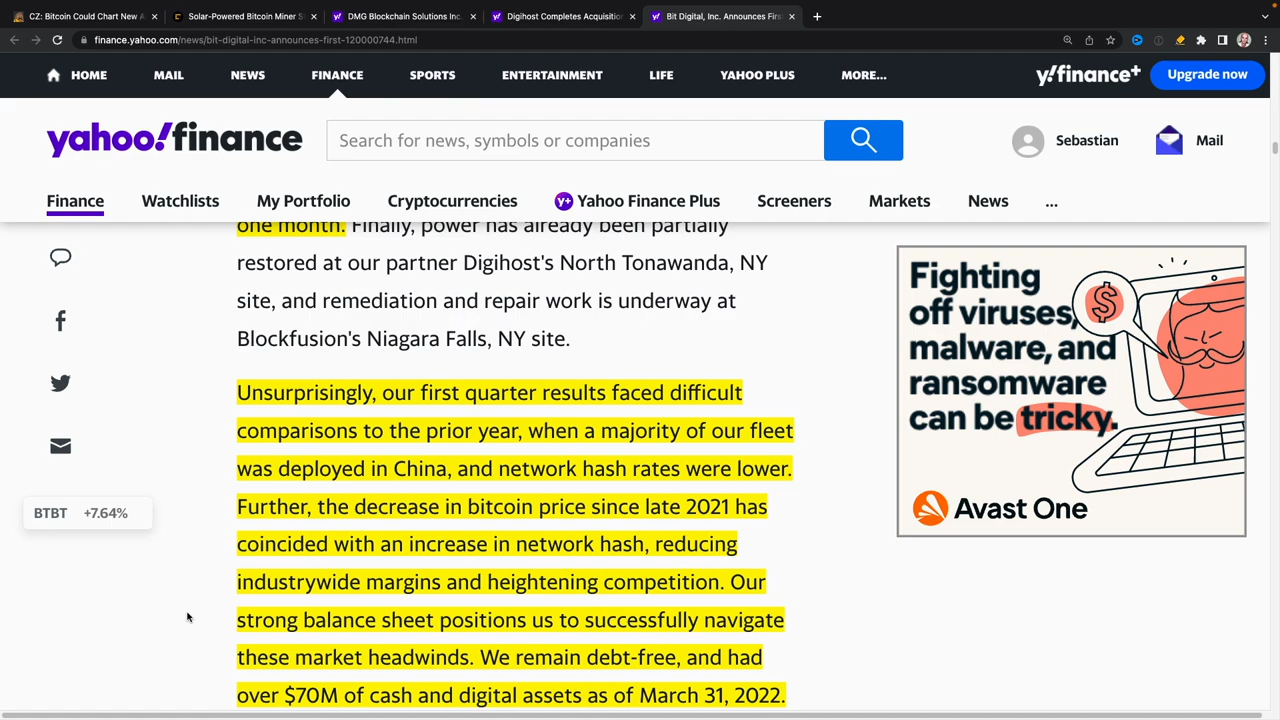 CZ: Bitcoin Could Chart New A
Solar-Powered Bitcoin Miner S
DMG Blockchain Solutions Inc.
Digihost Completes Acquisition
Bit Digital, Inc. Announces Firs
finance.yahoo.com/news/bit-digital-inc-announces-first-120000744.html
HOME MAIL NEWS FINANCE SPORTS ENTERTAINMENT LIFE YAHOO PLUS MORE... y!finance+ Upgrade now
yahoo!finance Search for news, symbols or companies Sebastian Mail
Finance Watchlists My Portfolio Cryptocurrencies Y+ Yahoo Finance Plus Screeners Markets News ...
one month. Finally, power has already been partially
restored at our partner Digihost's North Tonawanda, NY
site, and remediation and repair work is underway at
Blockfusion's Niagara Falls, NY site.
Unsurprisingly, our first quarter results faced difficult
comparisons to the prior year, when a majority of our fleet
was deployed in China, and network hash rates were lower.
Further, the decrease in bitcoin price since late 2021 has
coincided with an increase in network hash, reducing
industrywide margins and heightening competition. Our
strong balance sheet positions us to successfully navigate
these market headwinds. We remain debt-free, and had
over $70M of cash and digital assets as of March 31, 2022.
BTBT +7.64%
Fighting
off viruses,
malware, and
ransomware
can be tricky.
$
Avast One